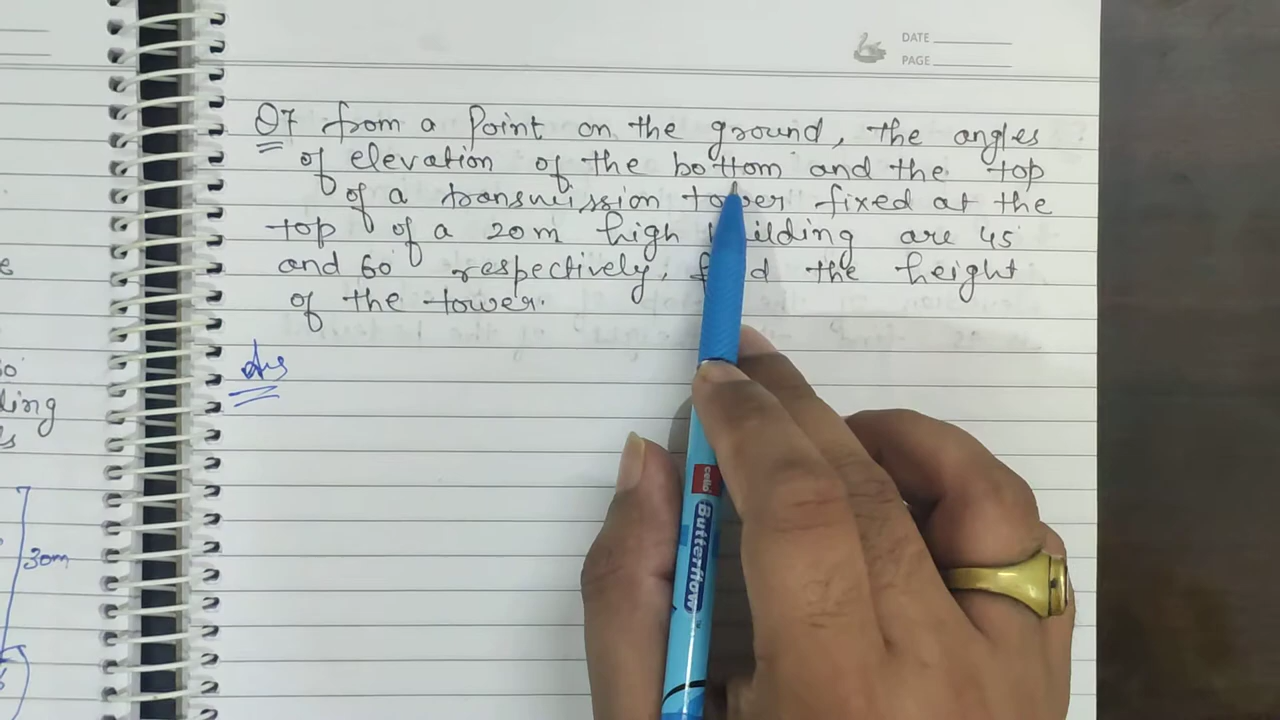 DATE
PAGE
Q7 from a Point on the ground, the angles
of elevation of the bottom and the top
of a transmission tower fixed at the
top of a 20m high building are 45
and 60 respectively, find the height
of the tower.
Ans
ling
30m
cello
Butterflow